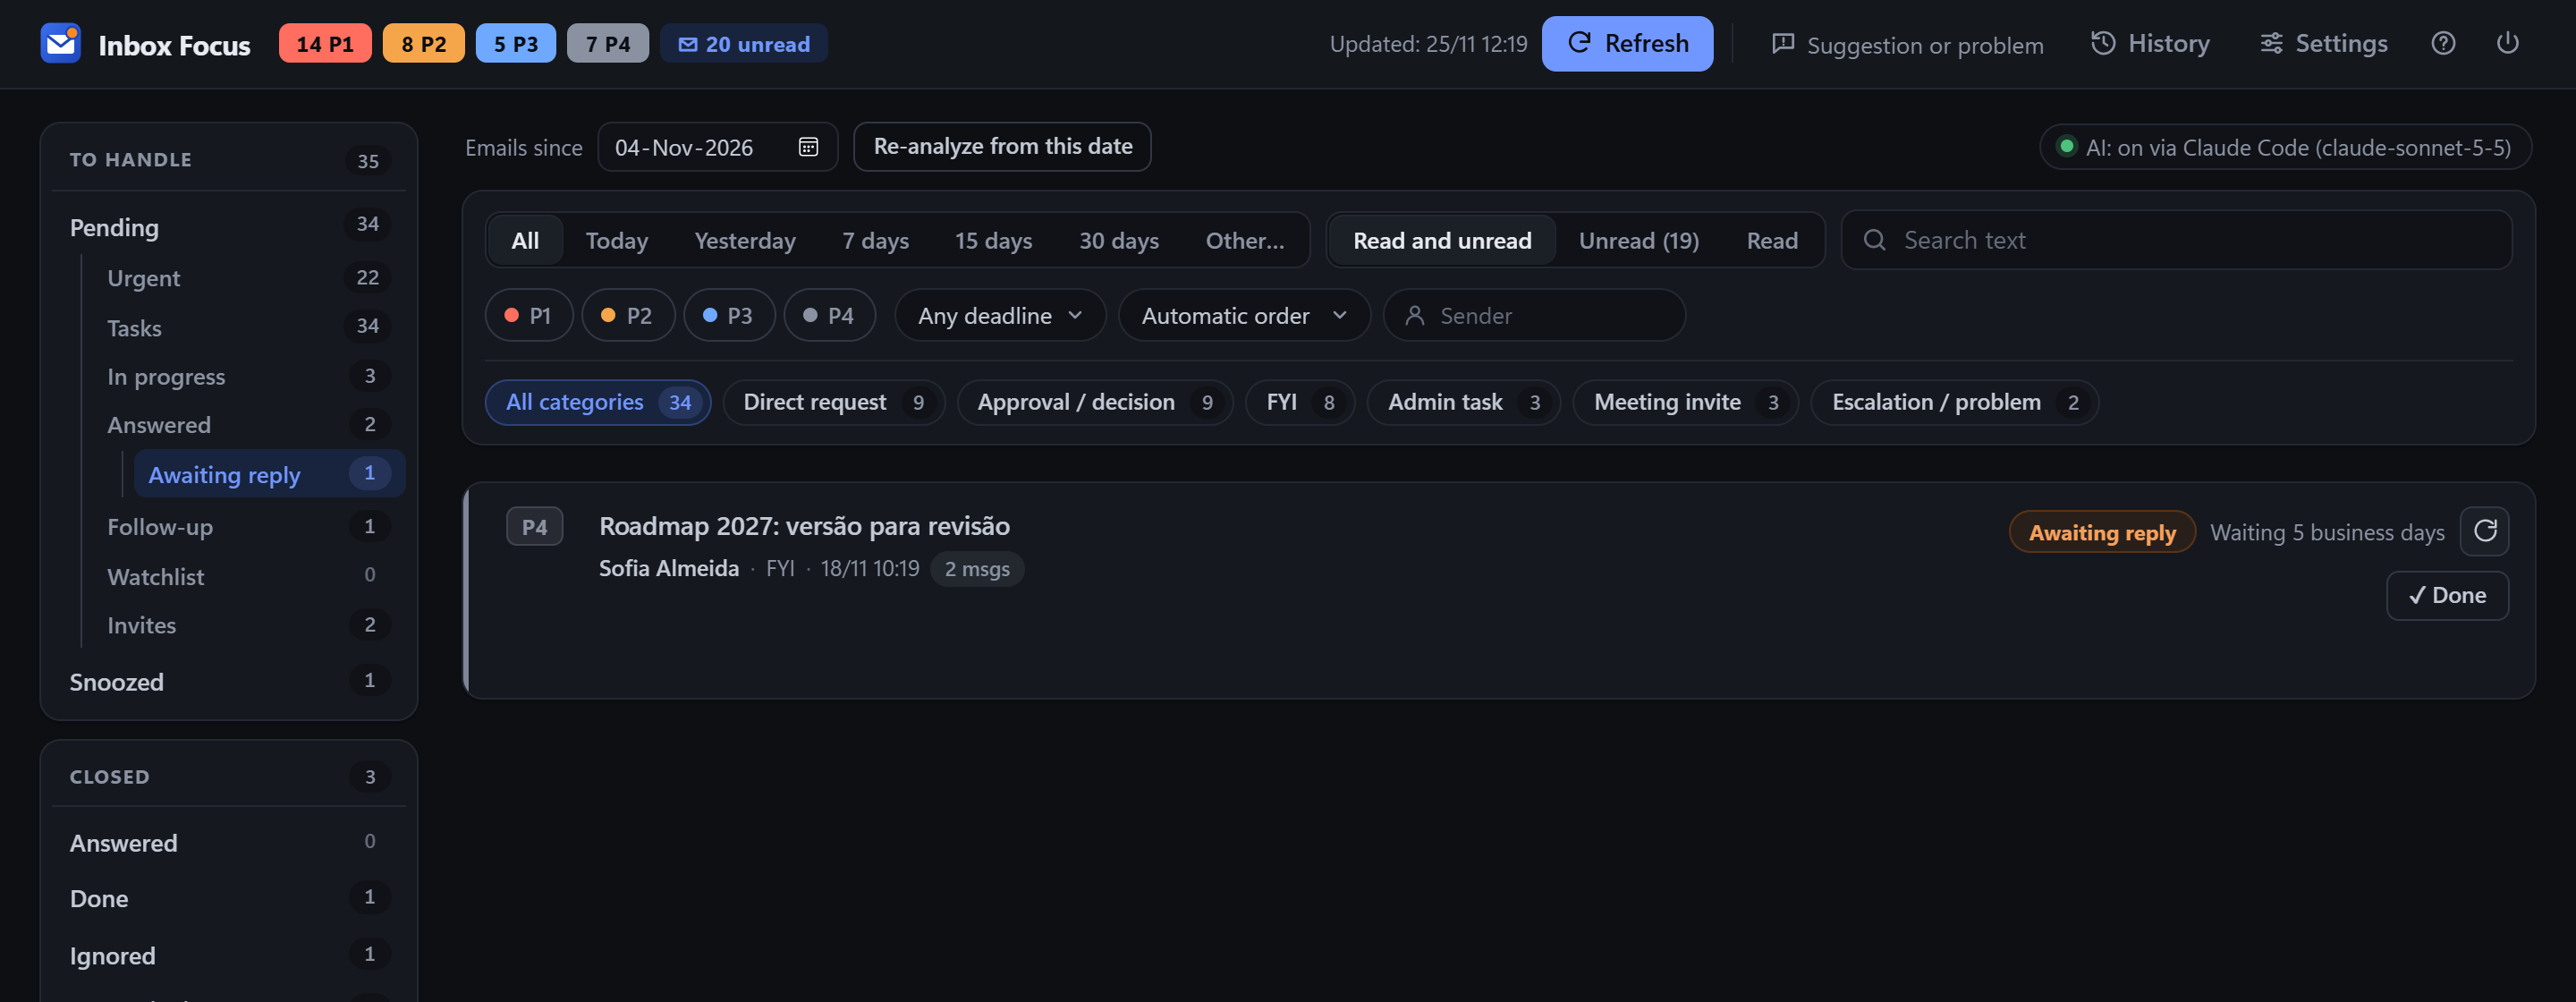 Inbox Focus 14 P1 8 P2 5 P3 7 P4 20 unread Updated: 25/11 12:19 Refresh Suggestion or problem History Settings
TO HANDLE 35
Pending 34
Urgent 22
Tasks 34
In progress 3
Answered 2
Awaiting reply 1
Follow-up 1
Watchlist 0
Invites 2
Snoozed 1
CLOSED 3
Answered 0
Done 1
Ignored 1
Emails since 04-Nov-2026 Re-analyze from this date AI: on via Claude Code (claude-sonnet-5-5)
All Today Yesterday 7 days 15 days 30 days Other... Read and unread Unread (19) Read Search text
P1 P2 P3 P4 Any deadline Automatic order Sender
All categories 34 Direct request 9 Approval / decision 9 FYI 8 Admin task 3 Meeting invite 3 Escalation / problem 2
P4 Roadmap 2027: versão para revisão Awaiting reply Waiting 5 business days
Sofia Almeida · FYI · 18/11 10:19 2 msgs
✓ Done